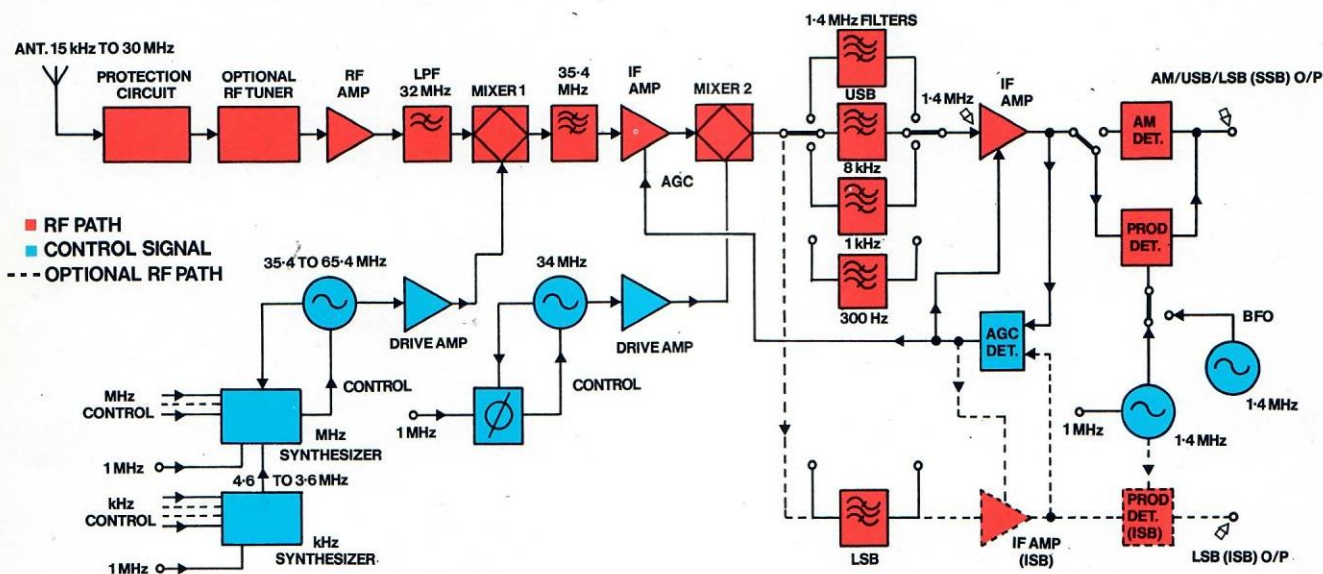 ANT. 15 kHz TO 30 MHz
PROTECTION
CIRCUIT
OPTIONAL
RF TUNER
RF
AMP
LPF
32 MHz
MIXER 1
35·4
MHz
IF
AMP
MIXER 2
1·4 MHz FILTERS
USB
8 kHz
1 kHz
300 Hz
1·4 MHz
IF
AMP
AM/USB/LSB (SSB) O/P
AM
DET.
PROD
DET.
AGC
RF PATH
CONTROL SIGNAL
OPTIONAL RF PATH
35·4 TO 65·4 MHz
DRIVE AMP
34 MHz
DRIVE AMP
AGC
DET.
BFO
1·4 MHz
1 MHz
1·4 MHz
CONTROL
MHz
CONTROL
MHz
SYNTHESIZER
1 MHz
4·6 TO 3·6 MHz
kHz
CONTROL
kHz
SYNTHESIZER
1 MHz
CONTROL
1 MHz
Ø
LSB
IF AMP
(ISB)
PROD
DET.
(ISB)
LSB (ISB) O/P